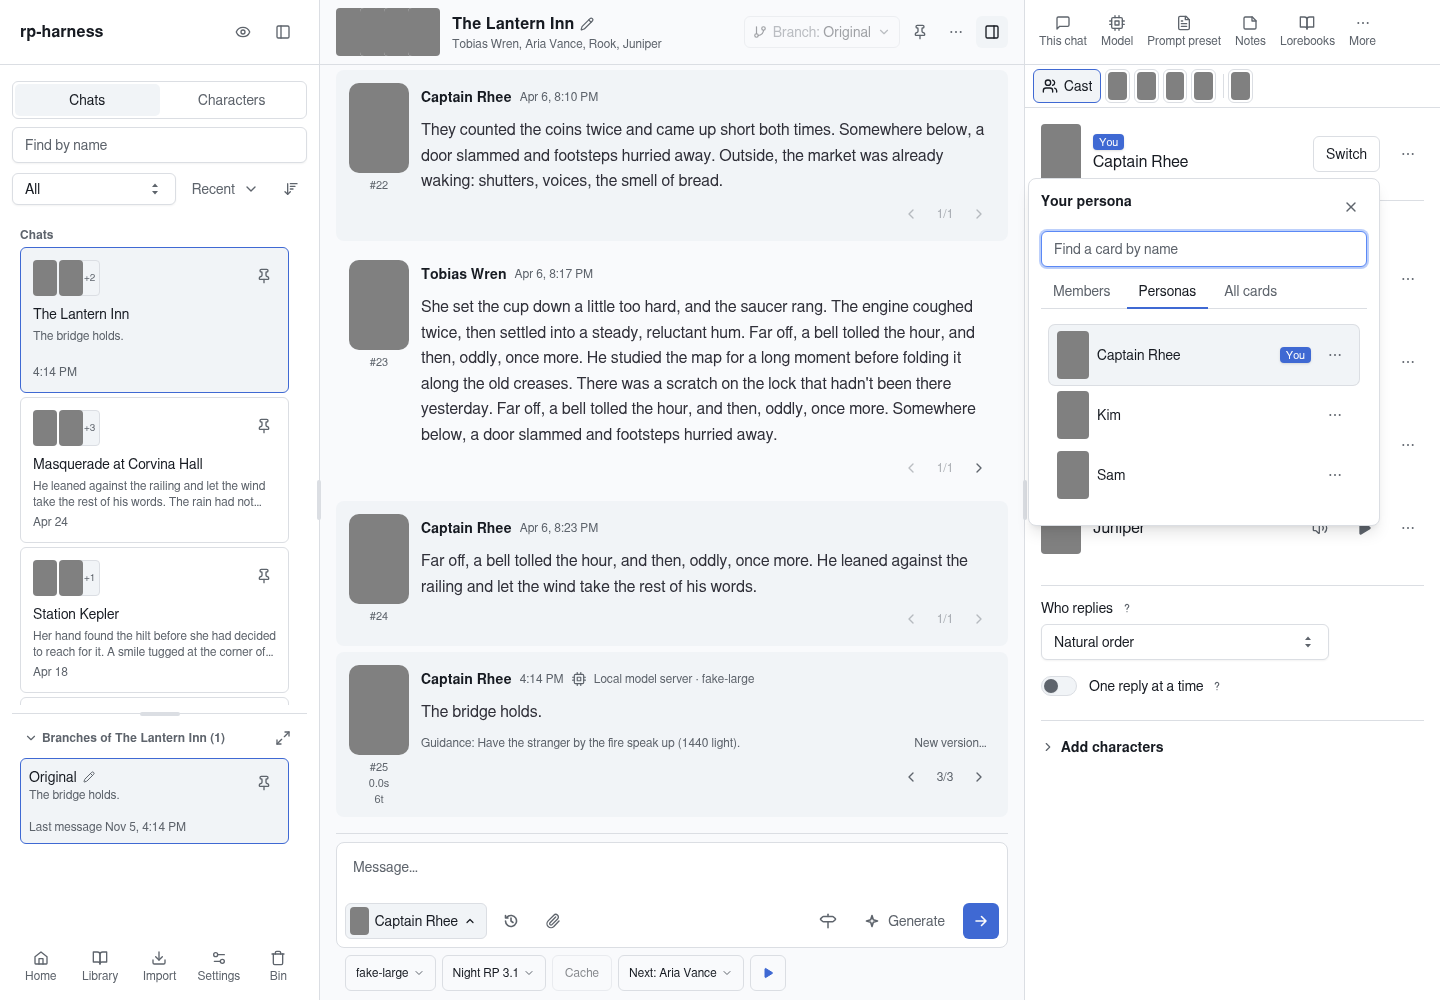 rp-harness
Chats
Characters
Find by name
All
Recent
Chats
+2
The Lantern Inn
The bridge holds.
4:14 PM
+3
Masquerade at Corvina Hall
He leaned against the railing and let the wind
take the rest of his words. The rain had not...
Apr 24
+1
Station Kepler
Her hand found the hilt before she had decided
to reach for it. A smile tugged at the corner of...
Apr 18
Branches of The Lantern Inn (1)
Original
The bridge holds.
Last message Nov 5, 4:14 PM
Home
Library
Import
Settings
Bin
The Lantern Inn
Tobias Wren, Aria Vance, Rook, Juniper
Branch: Original
Captain Rhee Apr 6, 8:10 PM
They counted the coins twice and came up short both times. Somewhere below, a
door slammed and footsteps hurried away. Outside, the market was already
waking: shutters, voices, the smell of bread.
#22
1/1
Tobias Wren Apr 6, 8:17 PM
She set the cup down a little too hard, and the saucer rang. The engine coughed
twice, then settled into a steady, reluctant hum. Far off, a bell tolled the hour, and
then, oddly, once more. He studied the map for a long moment before folding it
along the old creases. There was a scratch on the lock that hadn't been there
yesterday. Far off, a bell tolled the hour, and then, oddly, once more. Somewhere
below, a door slammed and footsteps hurried away.
#23
1/1
Captain Rhee Apr 6, 8:23 PM
Far off, a bell tolled the hour, and then, oddly, once more. He leaned against the
railing and let the wind take the rest of his words.
#24
1/1
Captain Rhee 4:14 PM Local model server · fake-large
The bridge holds.
Guidance: Have the stranger by the fire speak up (1440 light).
New version...
#25
0.0s
6t
3/3
Message...
Captain Rhee
Generate
fake-large
Night RP 3.1
Cache
Next: Aria Vance
This chat
Model
Prompt preset
Notes
Lorebooks
More
Cast
You
Captain Rhee
Switch
Your persona
Find a card by name
Members
Personas
All cards
Captain Rhee
You
Kim
Sam
Juniper
Who replies ?
Natural order
One reply at a time ?
Add characters